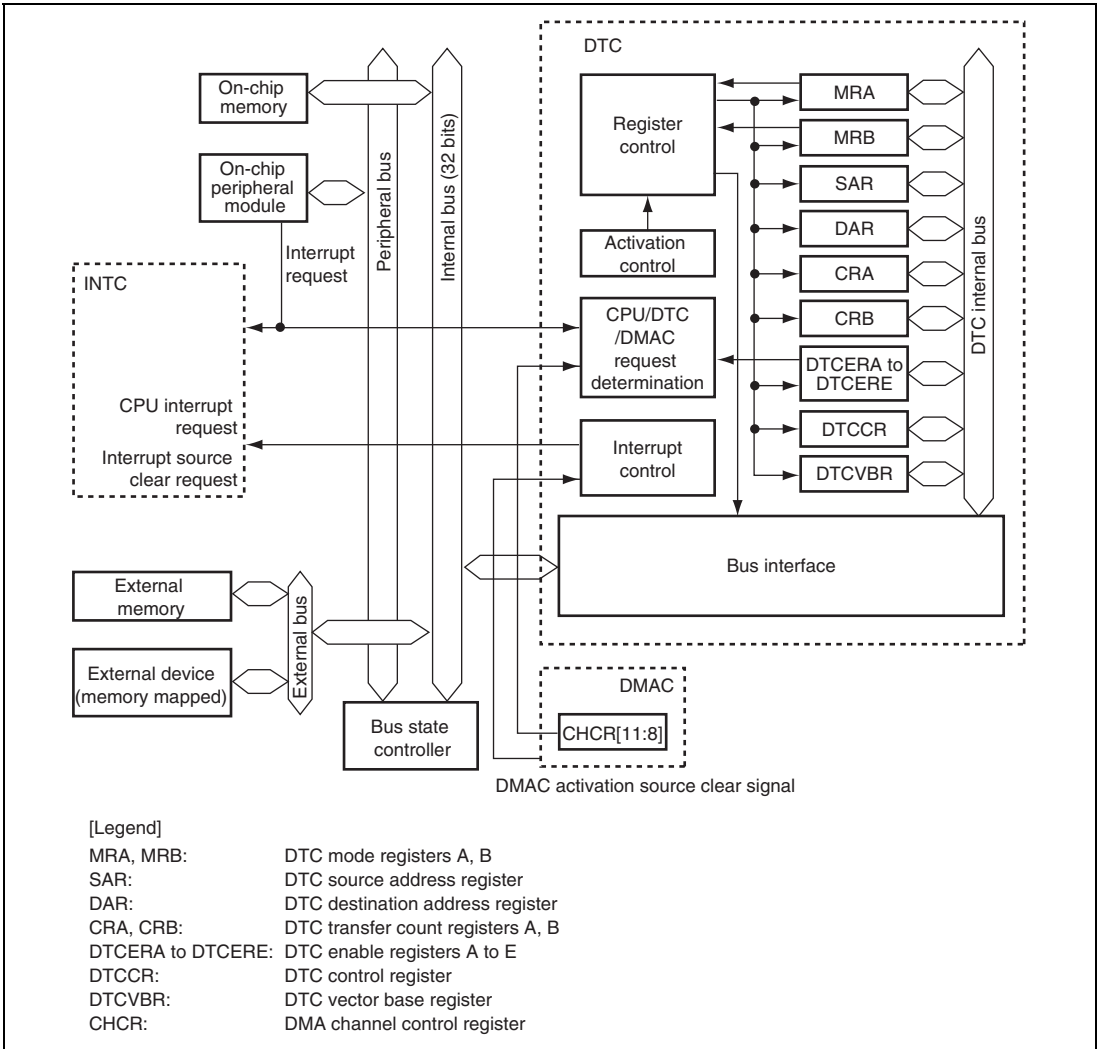 DTC
On-chip
memory
On-chip
peripheral
module
Interrupt
request
Peripheral bus
Internal bus (32 bits)
INTC
CPU interrupt
request
Interrupt source
clear request
Register
control
Activation
control
CPU/DTC
/DMAC
request
determination
Interrupt
control
MRA
MRB
SAR
DAR
CRA
CRB
DTCERA to
DTCERE
DTCCR
DTCVBR
DTC internal bus
Bus interface
External
memory
External device
(memory mapped)
External bus
Bus state
controller
DMAC
CHCR[11:8]
DMAC activation source clear signal
[Legend]
MRA, MRB: DTC mode registers A, B
SAR: DTC source address register
DAR: DTC destination address register
CRA, CRB: DTC transfer count registers A, B
DTCERA to DTCERE: DTC enable registers A to E
DTCCR: DTC control register
DTCVBR: DTC vector base register
CHCR: DMA channel control register